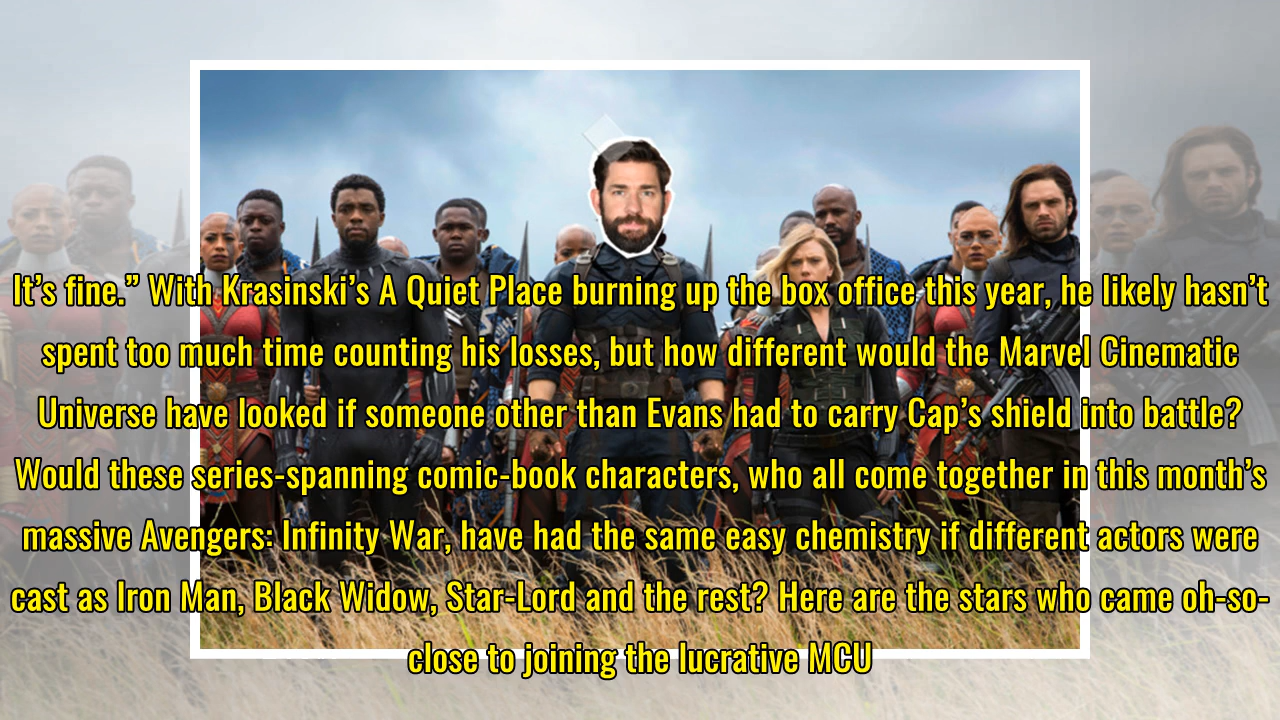 It’s fine.” With Krasinski’s A Quiet Place burning up the box office this year, he likely hasn’t
spent too much time counting his losses, but how different would the Marvel Cinematic
Universe have looked if someone other than Evans had to carry Cap’s shield into battle?
Would these series-spanning comic-book characters, who all come together in this month’s
massive Avengers: Infinity War, have had the same easy chemistry if different actors were
cast as Iron Man, Black Widow, Star-Lord and the rest? Here are the stars who came oh-so-
close to joining the lucrative MCU